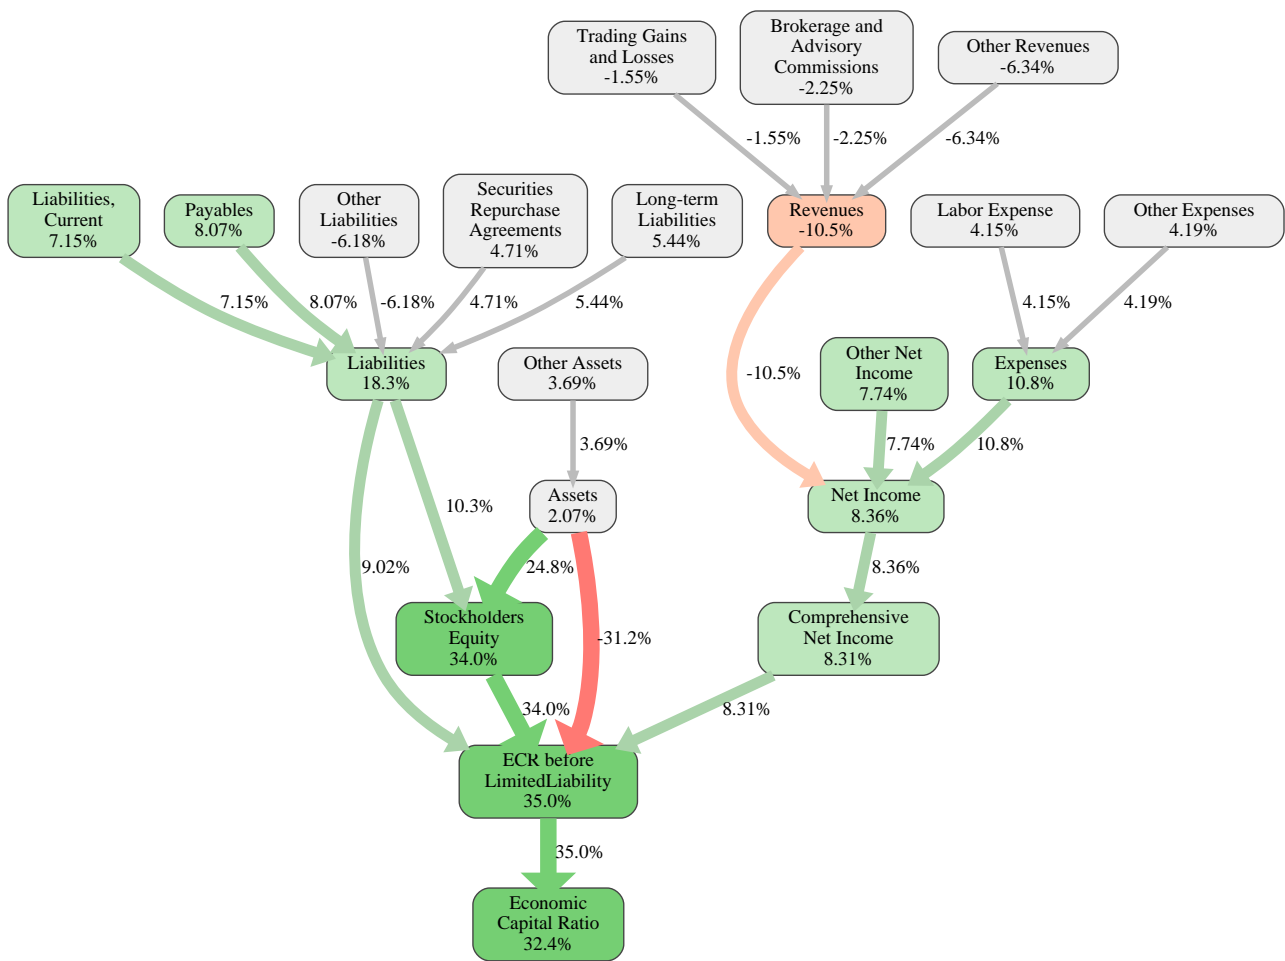 Trading Gains
and Losses
-1.55%
Brokerage and
Advisory
Commissions
-2.25%
Other Revenues
-6.34%
-1.55%
-2.25%
-6.34%
Liabilities,
Current
7.15%
Payables
8.07%
Other
Liabilities
-6.18%
Securities
Repurchase
Agreements
4.71%
Long-term
Liabilities
5.44%
Revenues
-10.5%
Labor Expense
4.15%
Other Expenses
4.19%
7.15%
8.07%
-6.18%
4.71%
5.44%
4.15%
4.19%
Liabilities
18.3%
Other Assets
3.69%
-10.5%
Other Net
Income
7.74%
Expenses
10.8%
3.69%
7.74%
10.8%
10.3%
Assets
2.07%
Net Income
8.36%
9.02%
24.8%
8.36%
Stockholders
Equity
34.0%
-31.2%
Comprehensive
Net Income
8.31%
34.0%
8.31%
ECR before
LimitedLiability
35.0%
35.0%
Economic
Capital Ratio
32.4%